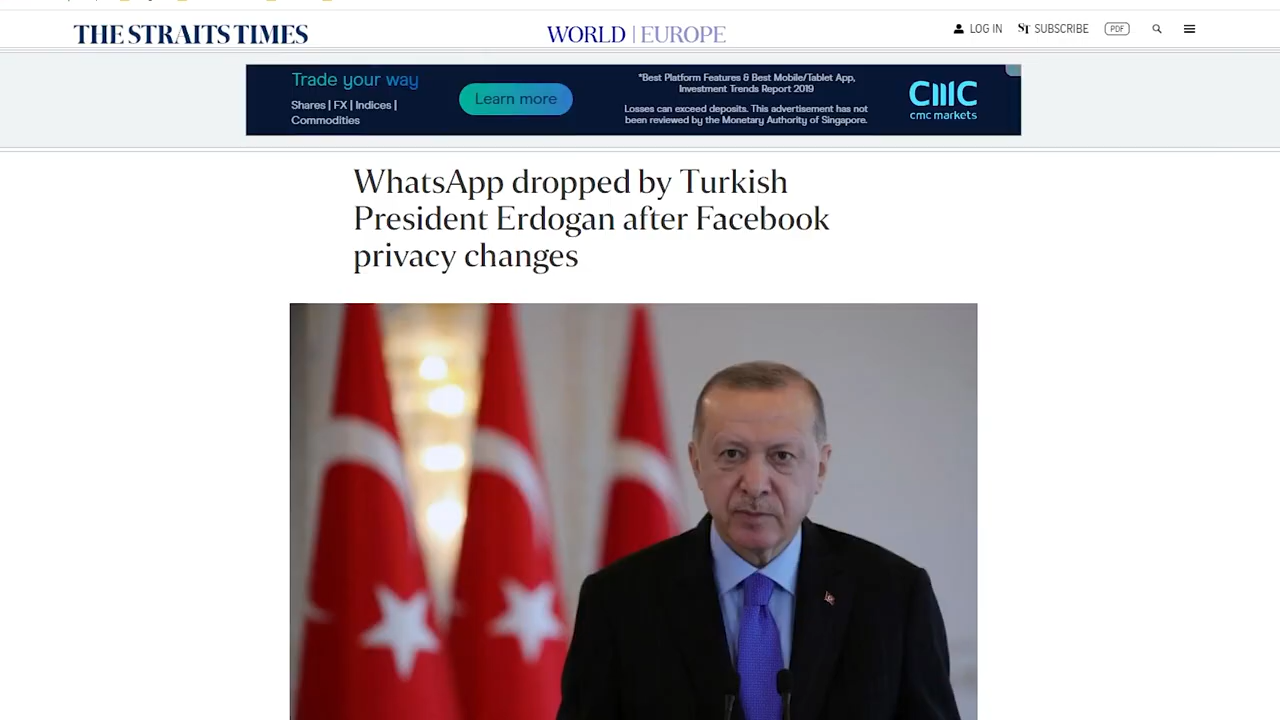 THE STRAITS TIMES
WORLD | EUROPE
LOG IN
ST SUBSCRIBE
PDF
Trade your way
Shares | FX | Indices |
Commodities
Learn more
*Best Platform Features & Best Mobile/Tablet App,
Investment Trends Report 2019
Losses can exceed deposits. This advertisement has not
been reviewed by the Monetary Authority of Singapore.
cmc
cmc markets
WhatsApp dropped by Turkish
President Erdogan after Facebook
privacy changes